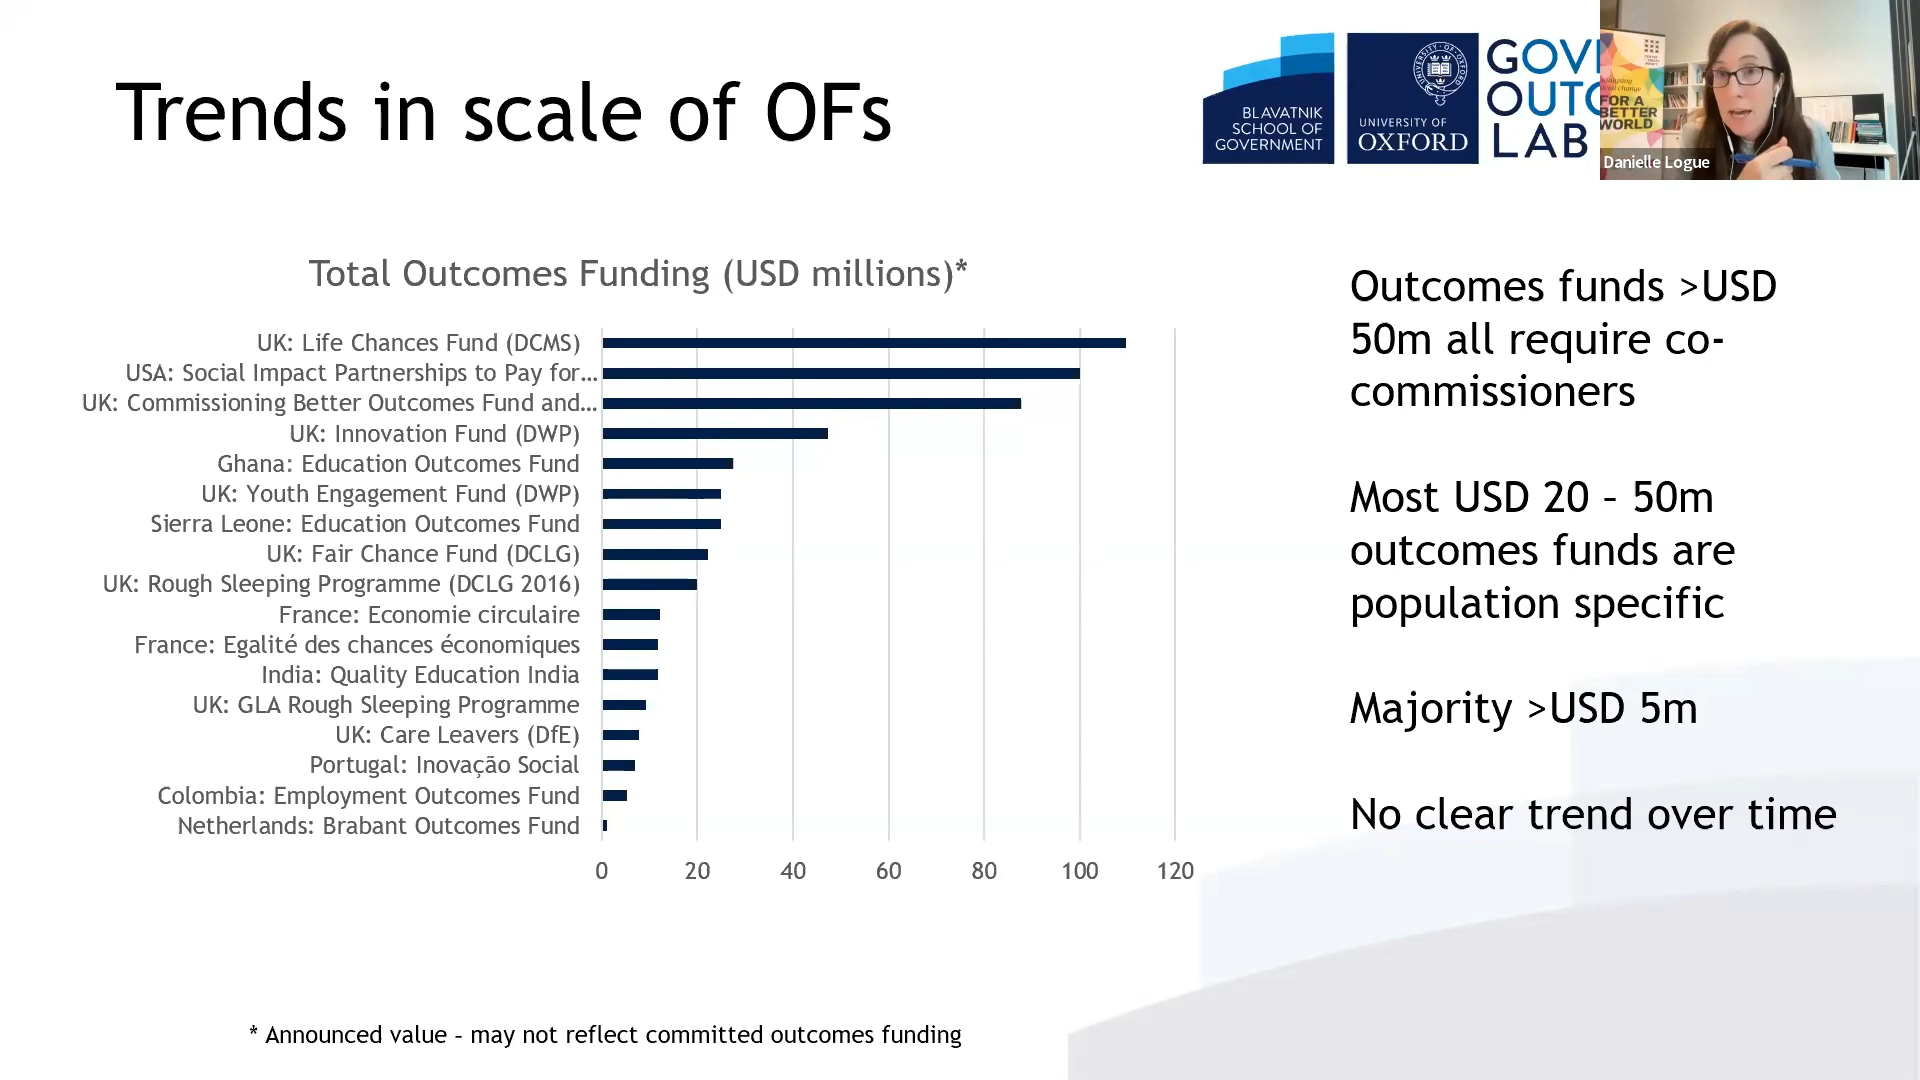 Trends in scale of OFs
BLAVATNIK
SCHOOL OF
GOVERNMENT
UNIVERSITY OF
OXFORD
GOV
OUTC
LAB
FOR A
BETTER
WORLD
Danielle Logue
Total Outcomes Funding (USD millions)*
UK: Life Chances Fund (DCMS)
USA: Social Impact Partnerships to Pay for...
UK: Commissioning Better Outcomes Fund and...
UK: Innovation Fund (DWP)
Ghana: Education Outcomes Fund
UK: Youth Engagement Fund (DWP)
Sierra Leone: Education Outcomes Fund
UK: Fair Chance Fund (DCLG)
UK: Rough Sleeping Programme (DCLG 2016)
France: Economie circulaire
France: Egalité des chances économiques
India: Quality Education India
UK: GLA Rough Sleeping Programme
UK: Care Leavers (DfE)
Portugal: Inovação Social
Colombia: Employment Outcomes Fund
Netherlands: Brabant Outcomes Fund
0 20 40 60 80 100 120
Outcomes funds >USD
50m all require co-
commissioners
Most USD 20 – 50m
outcomes funds are
population specific
Majority >USD 5m
No clear trend over time
* Announced value – may not reflect committed outcomes funding